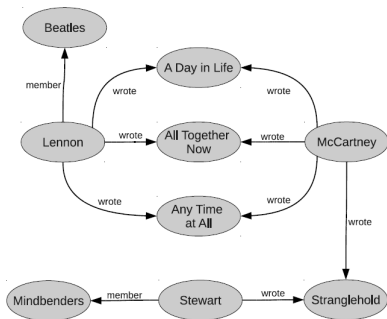 Beatles
A Day in Life
member
wrote
wrote
Lennon
wrote
All Together
Now
wrote
McCartney
wrote
wrote
Any Time
at All
wrote
Mindbenders
member
Stewart
wrote
Stranglehold